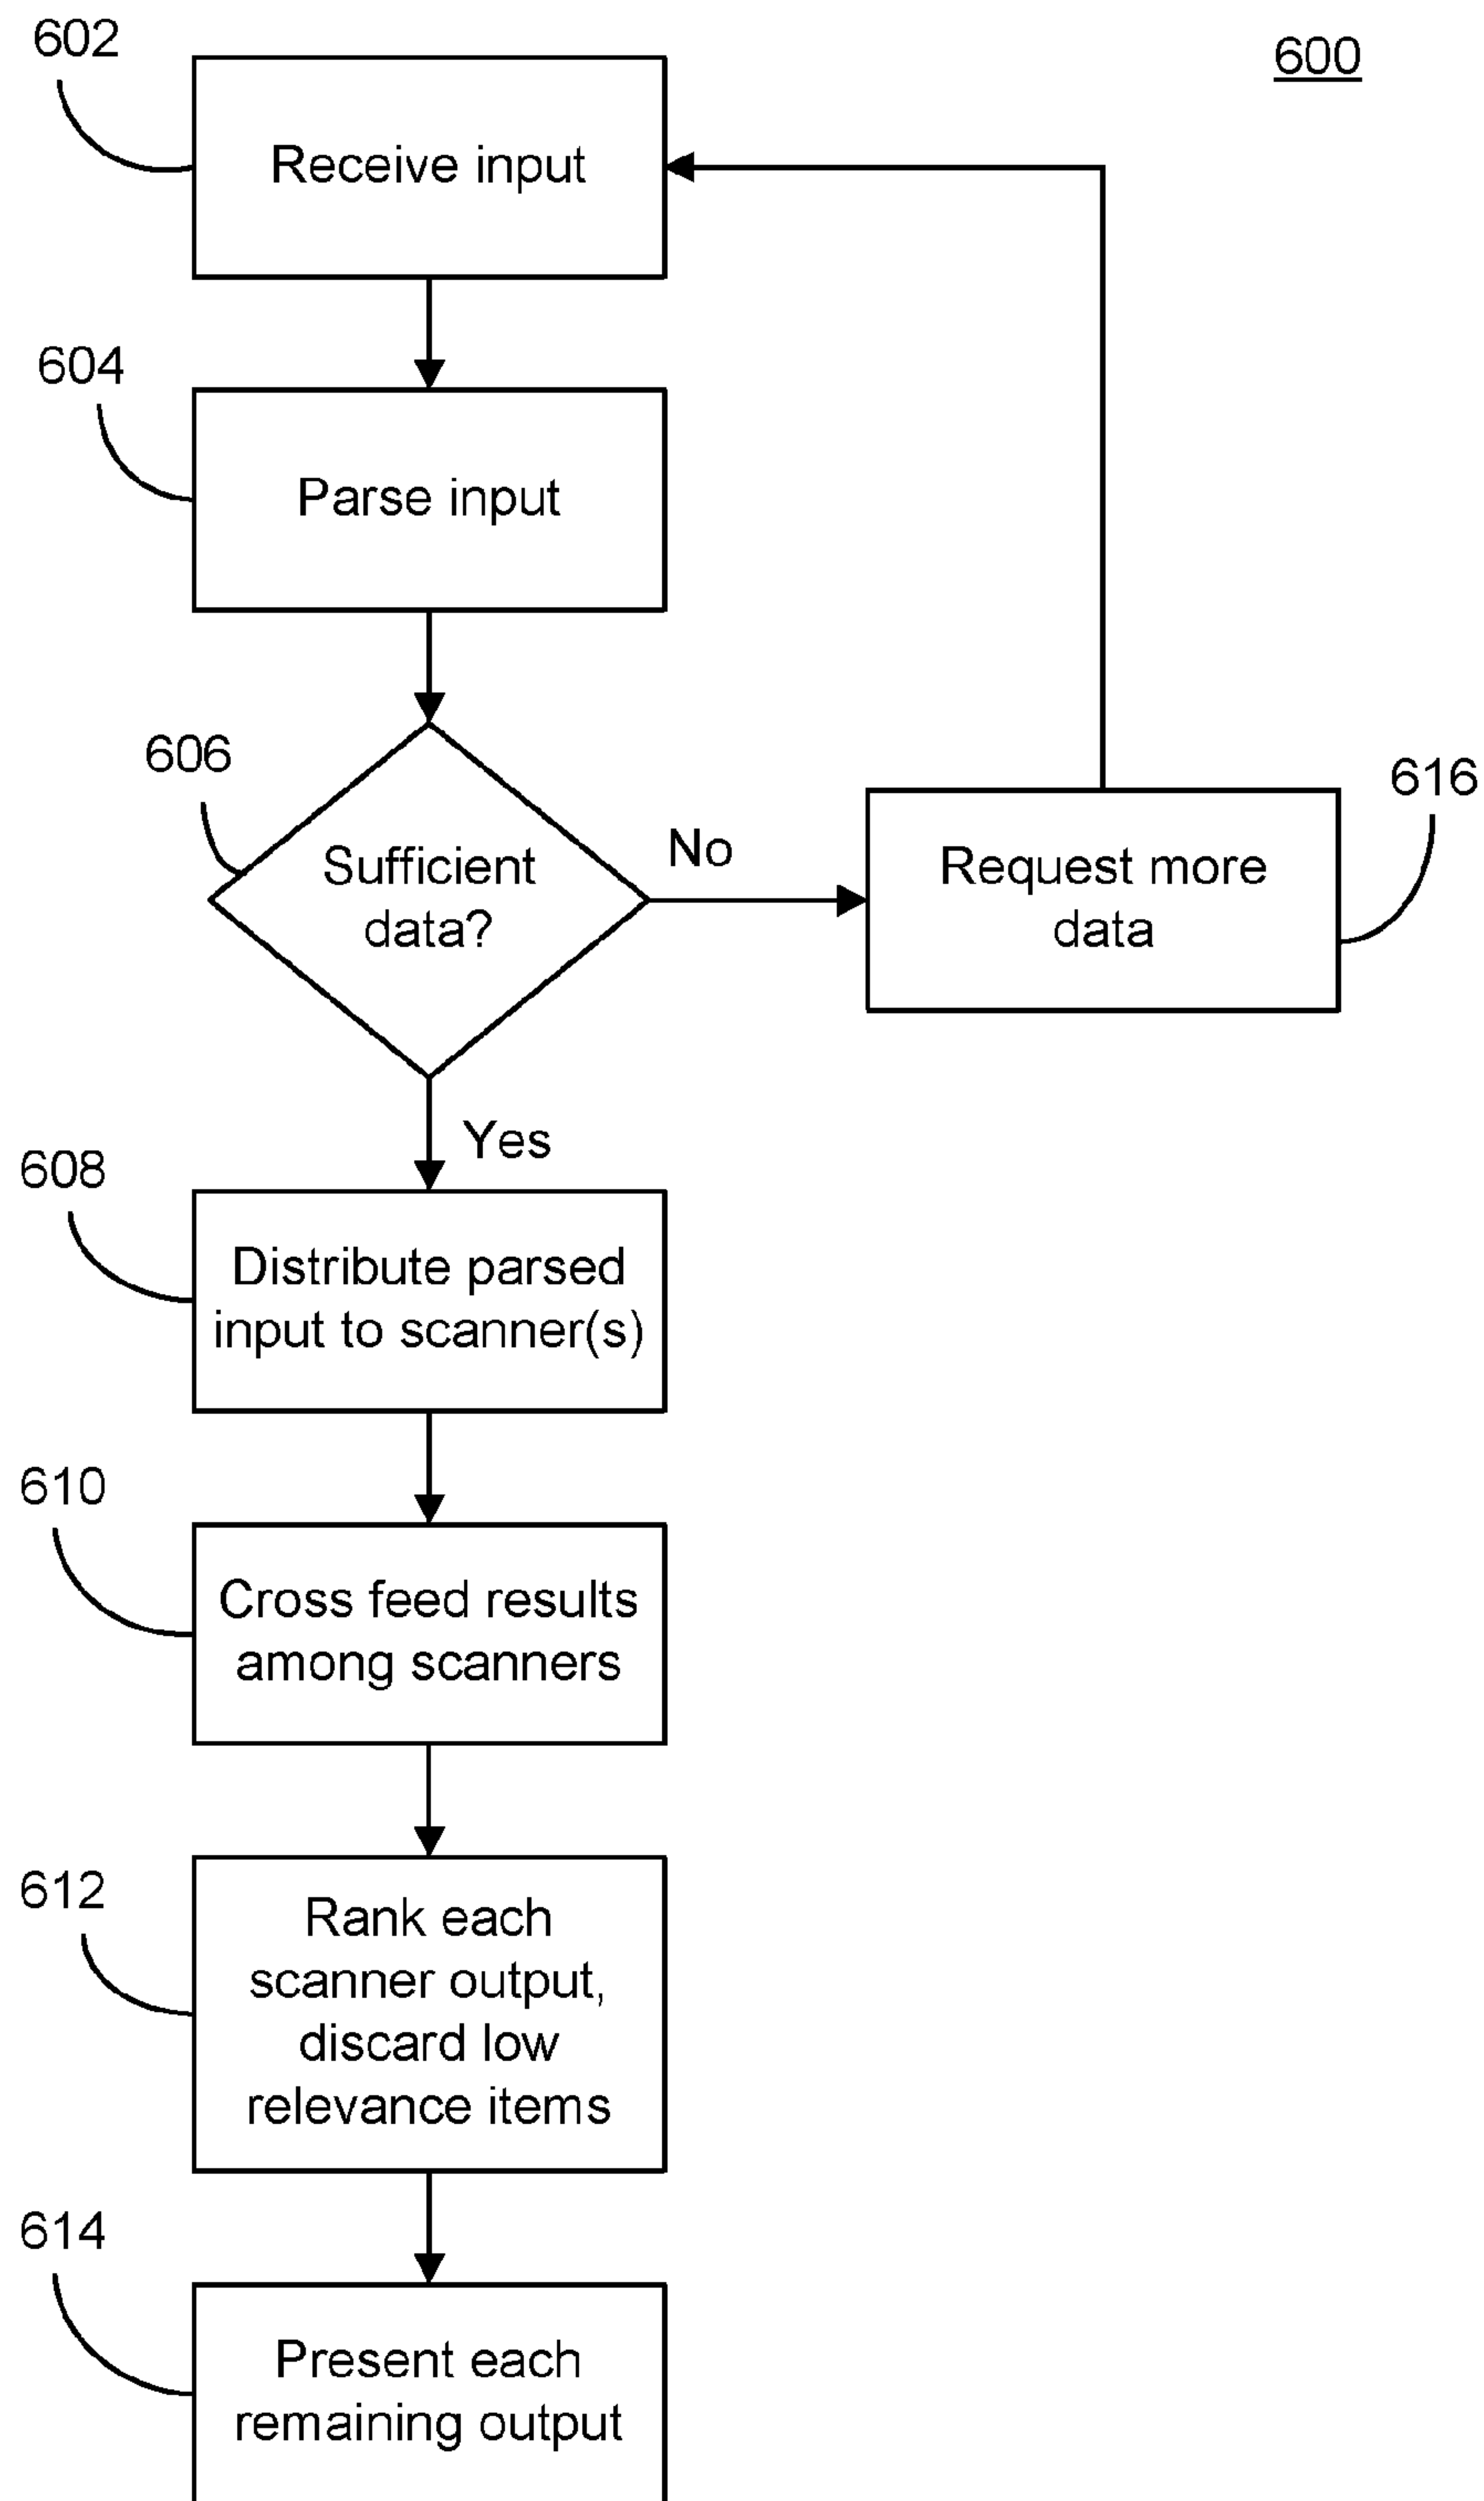 602
600
Receive input
604
Parse input
606
Sufficient
data?
No
616
Request more
data
Yes
608
Distribute parsed
input to scanner(s)
610
Cross feed results
among scanners
612
Rank each
scanner output,
discard low
relevance items
614
Present each
remaining output